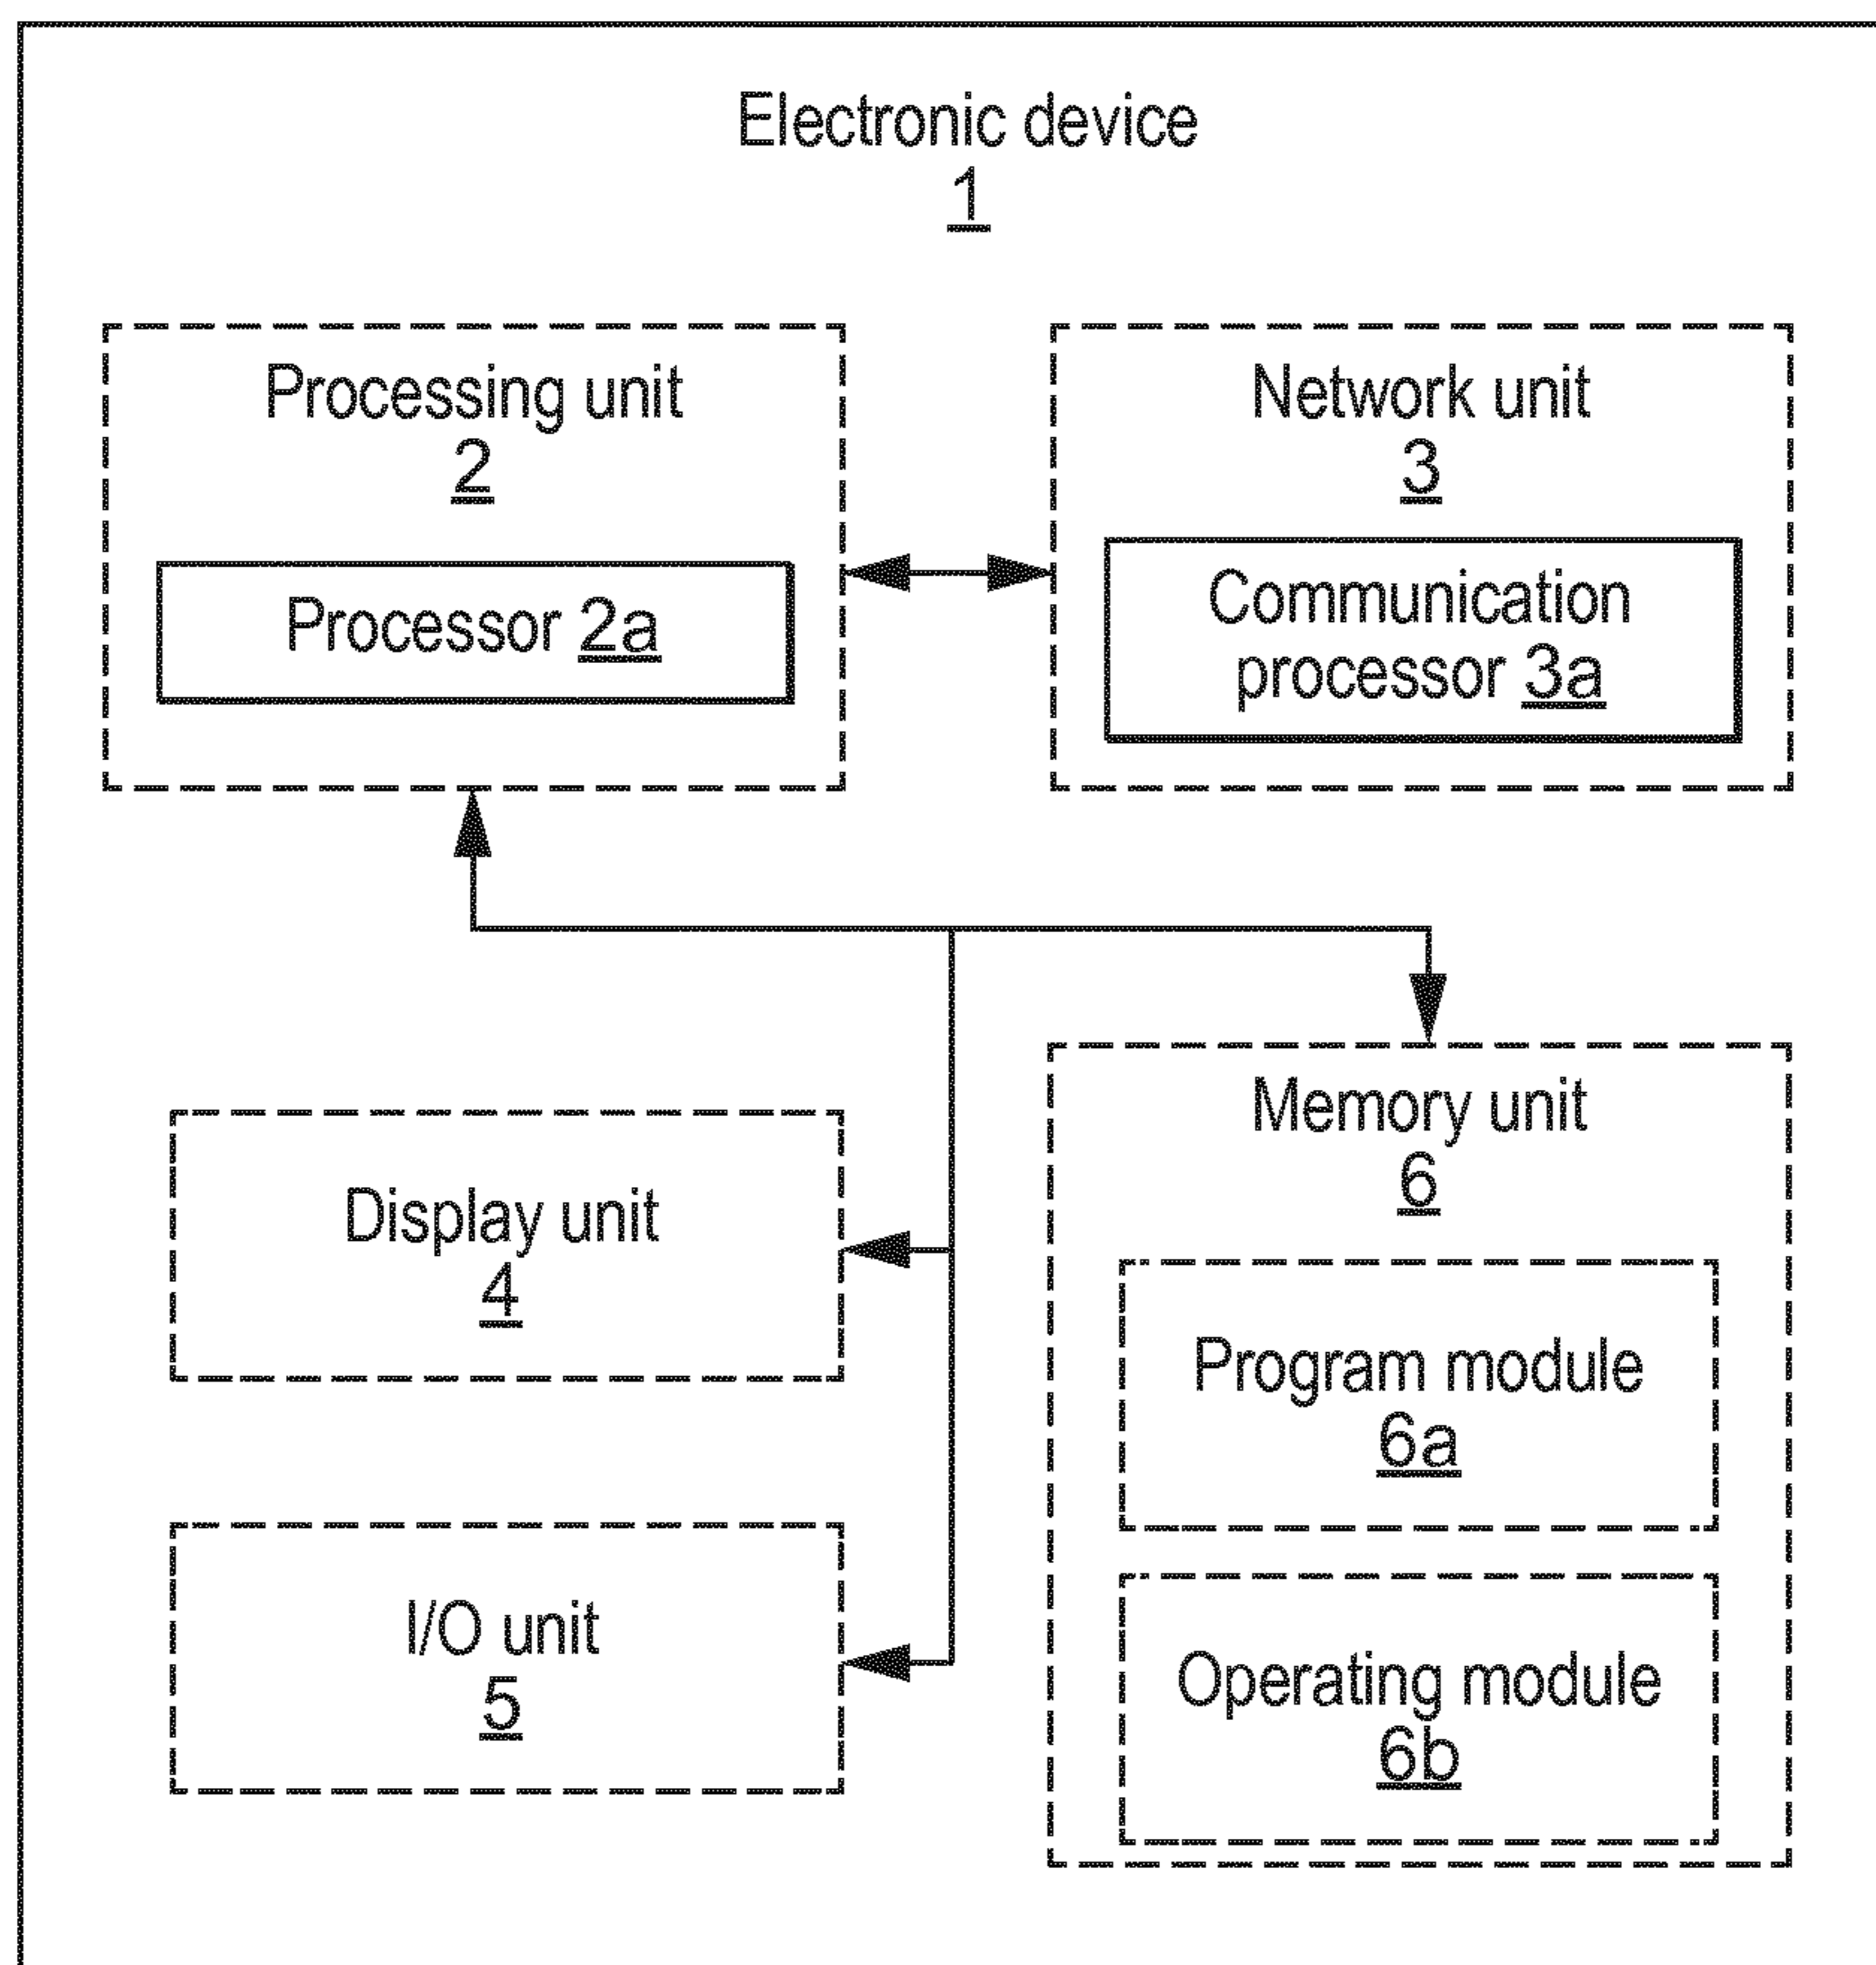 Electronic device
1
Processing unit
2
Processor 2a
Network unit
3
Communication
processor 3a
Display unit
4
I/O unit
5
Memory unit
6
Program module
6a
Operating module
6b